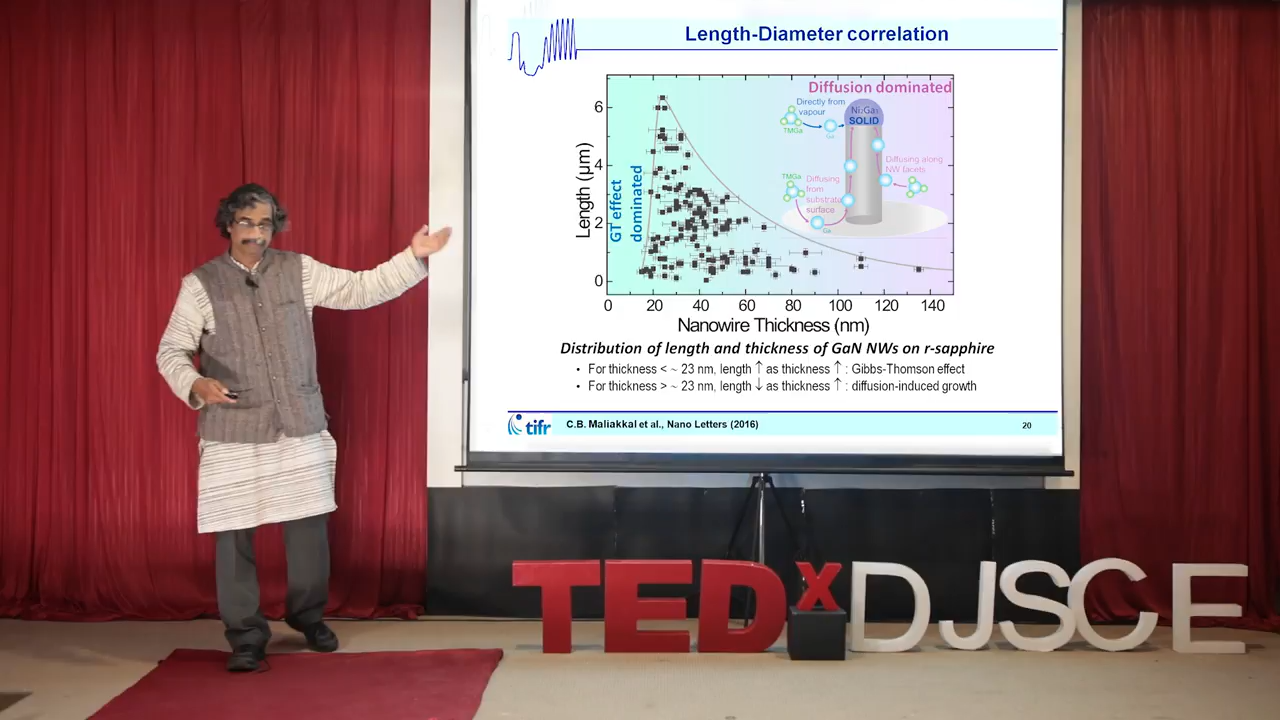 Length-Diameter correlation
Diffusion dominated
Directly from
vapour
TMGa
Ga
Ni₃Ga₇
SOLID
TMGa
Diffusing
from
substrate
surface
Ga
Diffusing along
NW facets
GT effect
dominated
Length (μm)
6
4
2
0
0 20 40 60 80 100 120 140
Nanowire Thickness (nm)
Distribution of length and thickness of GaN NWs on r-sapphire
• For thickness < ~ 23 nm, length ↑ as thickness ↑ : Gibbs-Thomson effect
• For thickness > ~ 23 nm, length ↓ as thickness ↑ : diffusion-induced growth
tifr
C.B. Maliakkal et al., Nano Letters (2016)
20
TEDxDJSCE